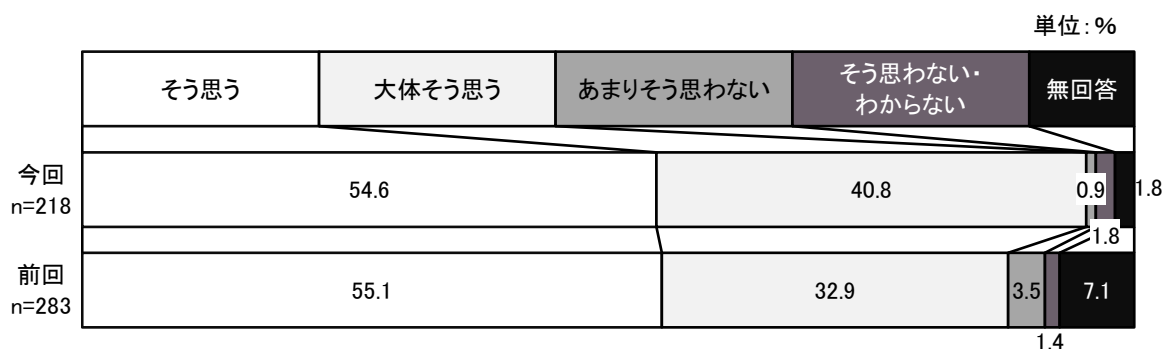 単位：％
そう思う
大体そう思う
あまりそう思わない
そう思わない・
わからない
無回答
今回
n=218
54.6
40.8
0.9
1.8
1.8
前回
n=283
55.1
32.9
3.5
1.4
7.1